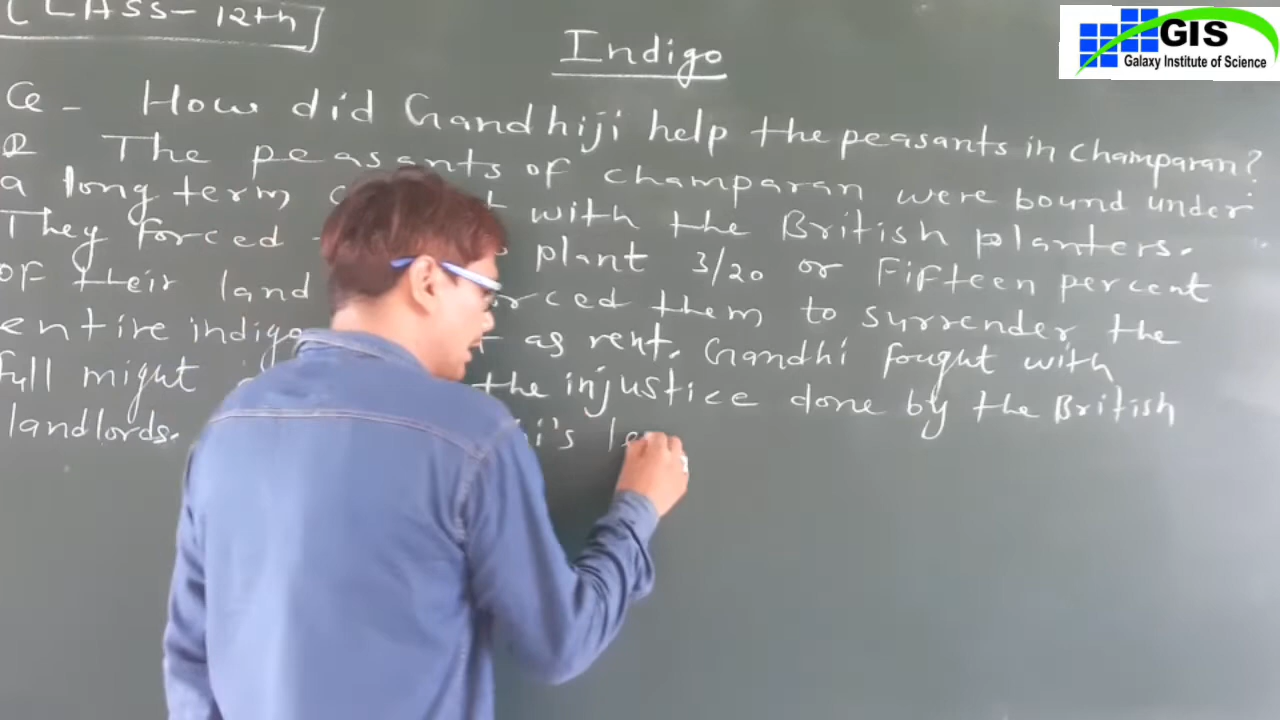 CLASS-12th
Indigo
GIS
Galaxy Institute of Science
Q - How did Gandhiji help the peasants in Champaran?
The peasants of champaran were bound under
a long term with the British planters.
They forced plant 3/20 or Fifteen percent
of their land them to surrender the
entire indigo as rent. Gandhi fought with
full might the injustice done by the British
landlords.